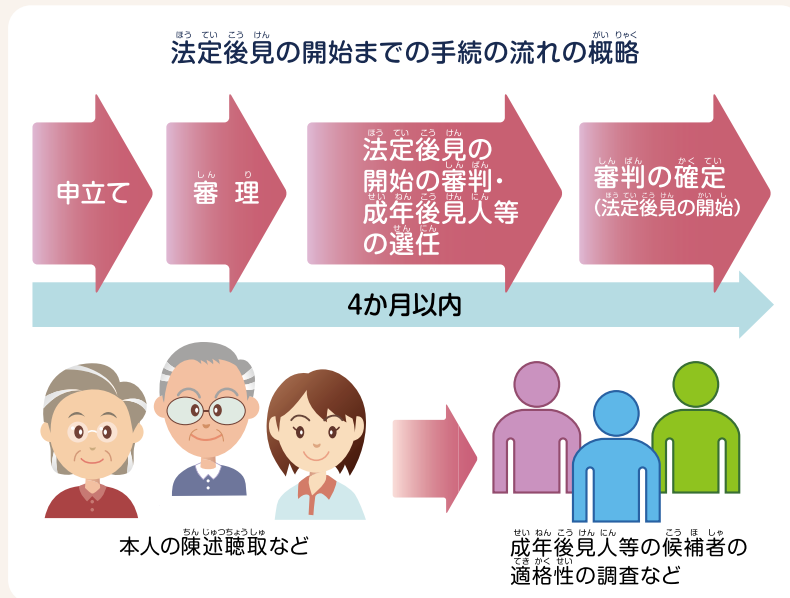 法定後見の開始までの手続の流れの概略
申立て
審理
法定後見の
開始の審判・
成年後見人等
の選任
審判の確定
(法定後見の開始)
4か月以内
本人の陳述聴取など
成年後見人等の候補者の
適格性の調査など